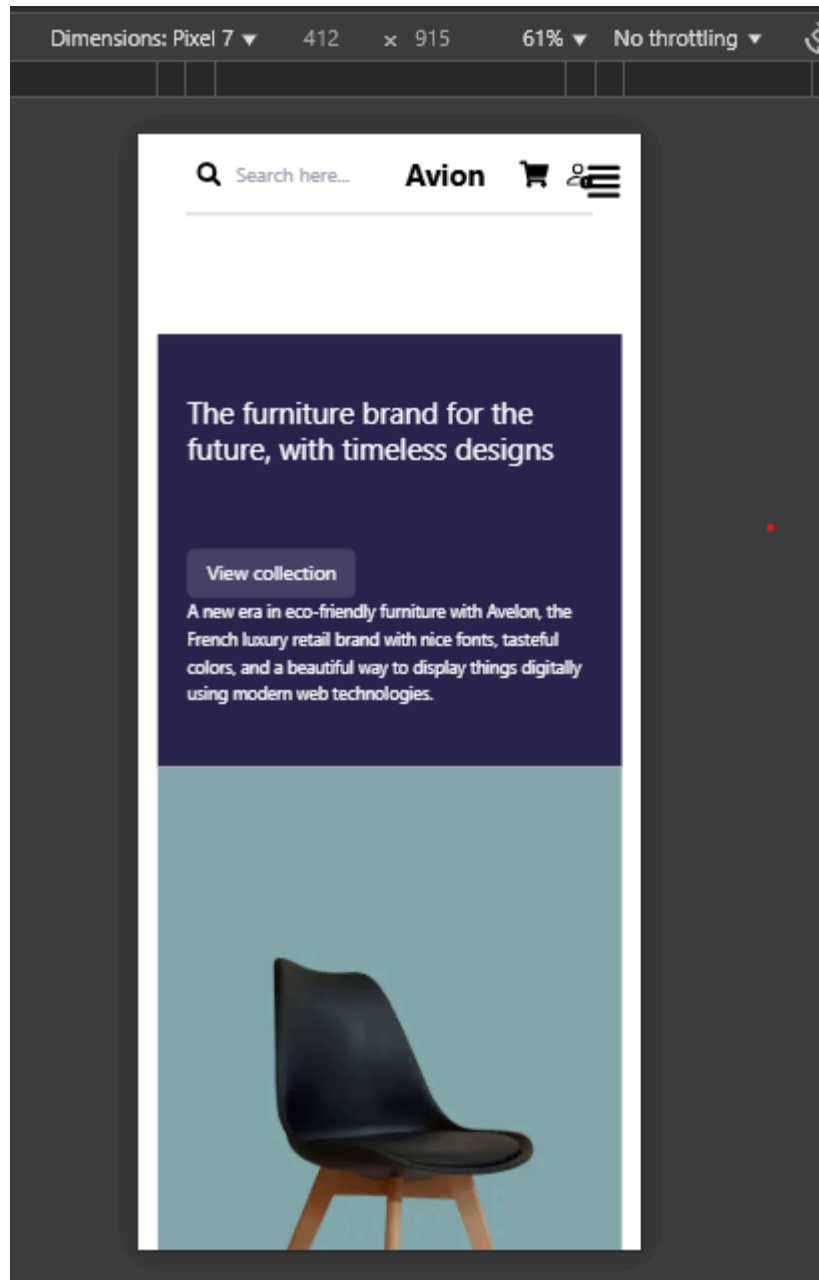 Dimensions: Pixel 7 412 × 915 61% No throttling
Search here... Avion
The furniture brand for the
future, with timeless designs
View collection
A new era in eco-friendly furniture with Avelon, the
French luxury retail brand with nice fonts, tasteful
colors, and a beautiful way to display things digitally
using modern web technologies.